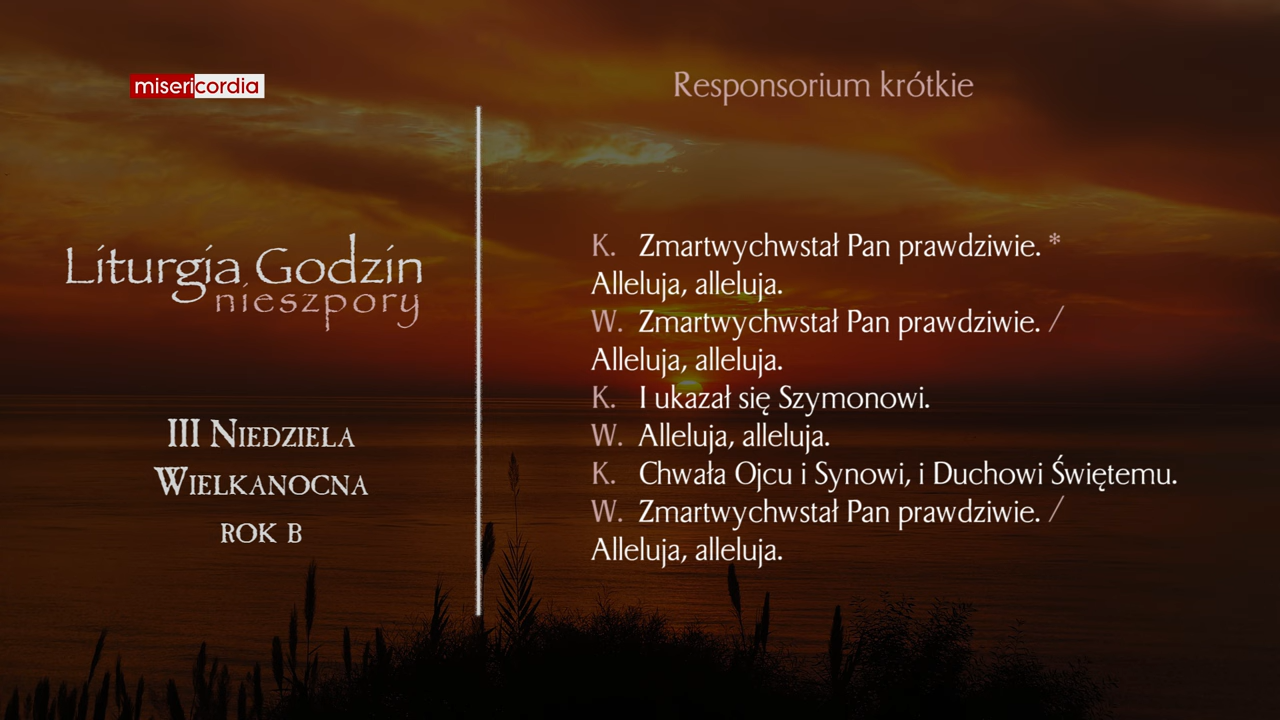 misericordia
Liturgia Godzin
nieszpory
III Niedziela
Wielkanocna
rok B
Responsorium krótkie
K. Zmartwychwstał Pan prawdziwie. *
Alleluja, alleluja.
W. Zmartwychwstał Pan prawdziwie. /
Alleluja, alleluja.
K. I ukazał się Szymonowi.
W. Alleluja, alleluja.
K. Chwała Ojcu i Synowi, i Duchowi Świętemu.
W. Zmartwychwstał Pan prawdziwie. /
Alleluja, alleluja.